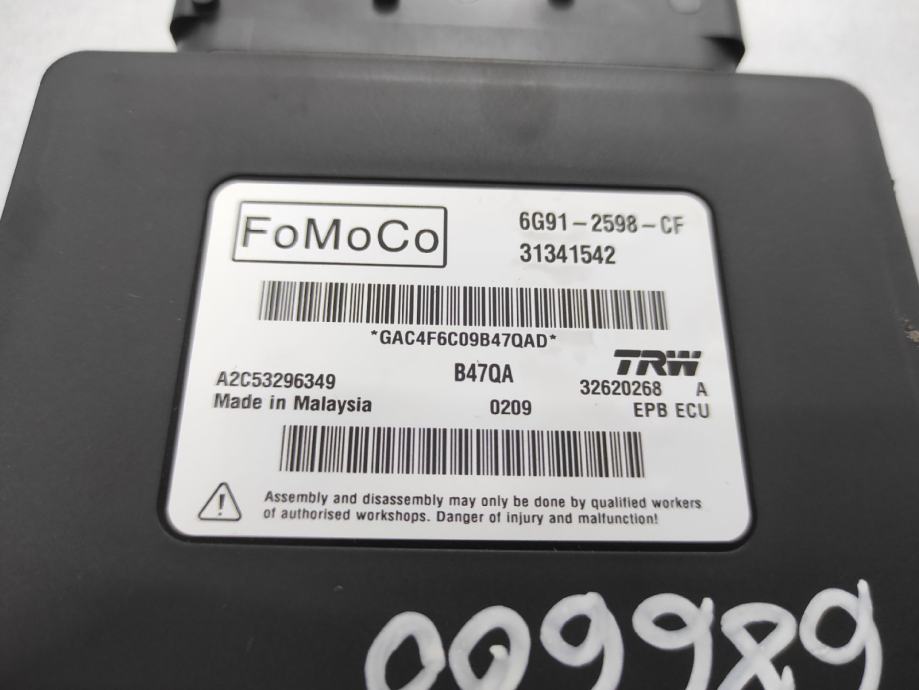 FoMoCo
6G91-2598-CF
31341542
*GAC4F6C09B47QAD*
TRW
A2C53296349
B47QA
32620268 A
Made in Malaysia
0209
EPB ECU
Assembly and disassembly may only be done by qualified workers
of authorised workshops. Danger of injury and malfunction!
009989